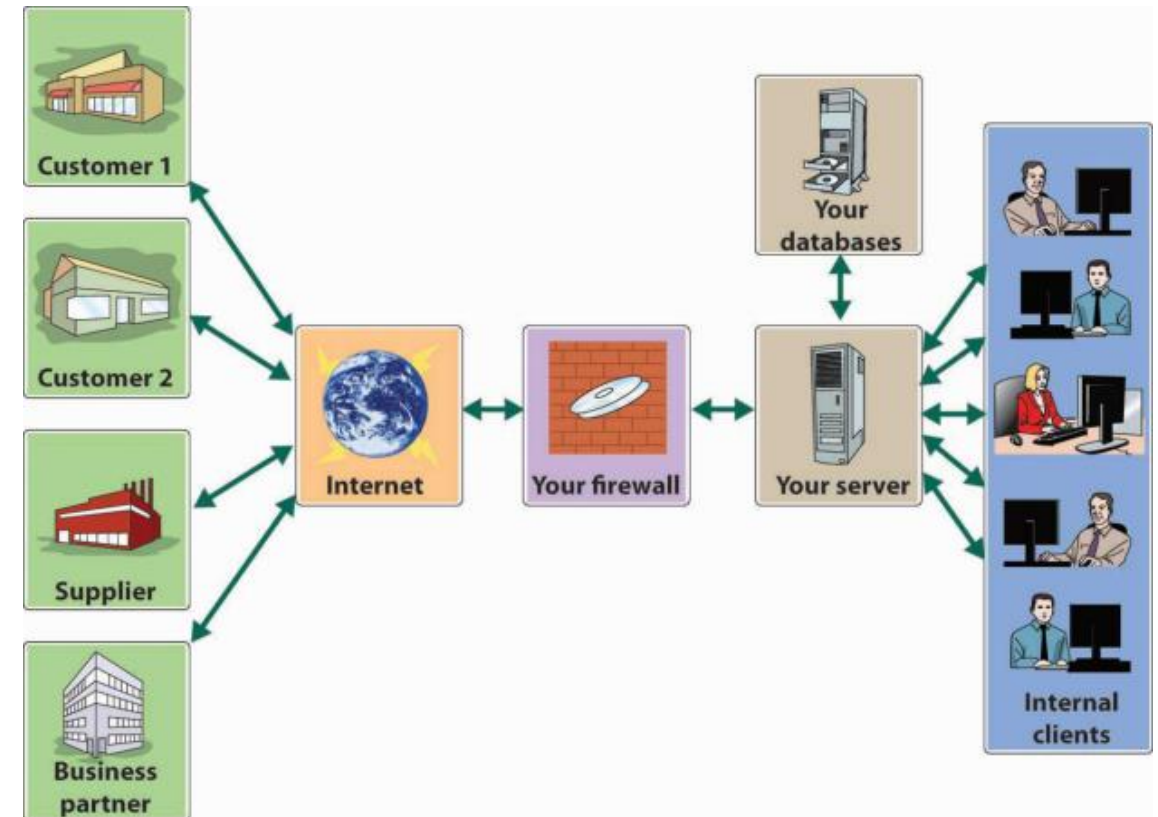 Customer 1
Customer 2
Supplier
Business
partner
Internet
Your firewall
Your
databases
Your server
Internal
clients